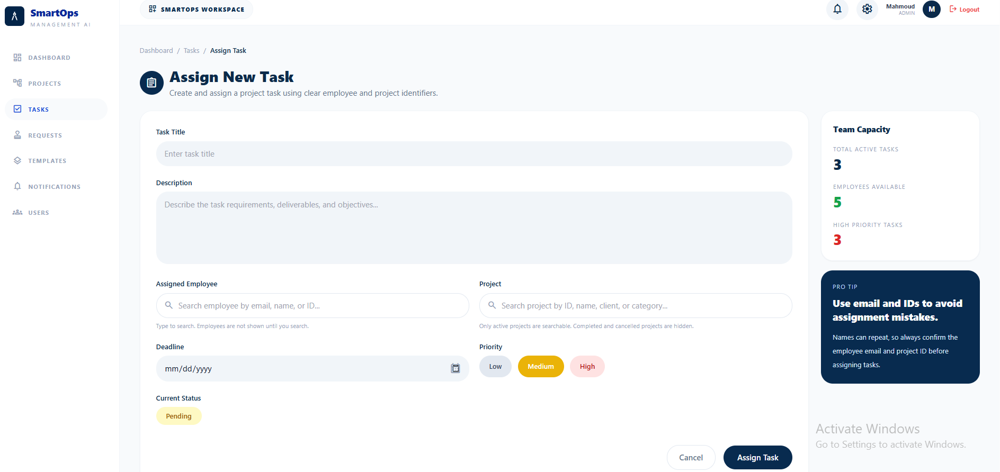 SmartOps
MANAGEMENT AI
DASHBOARD
PROJECTS
TASKS
REQUESTS
TEMPLATES
NOTIFICATIONS
USERS
SMARTOPS WORKSPACE
Mahmoud
ADMIN
M
Logout
Dashboard / Tasks / Assign Task
Assign New Task
Create and assign a project task using clear employee and project identifiers.
Task Title
Enter task title
Description
Describe the task requirements, deliverables, and objectives...
Assigned Employee
Search employee by email, name, or ID...
Type to search. Employees are not shown until you search.
Project
Search project by ID, name, client, or category...
Only active projects are searchable. Completed and cancelled projects are hidden.
Deadline
mm/dd/yyyy
Priority
Low Medium High
Current Status
Pending
Cancel Assign Task
Team Capacity
TOTAL ACTIVE TASKS
3
EMPLOYEES AVAILABLE
5
HIGH PRIORITY TASKS
3
PRO TIP
Use email and IDs to avoid
assignment mistakes.
Names can repeat, so always confirm the
employee email and project ID before
assigning tasks.
Activate Windows
Go to Settings to activate Windows.